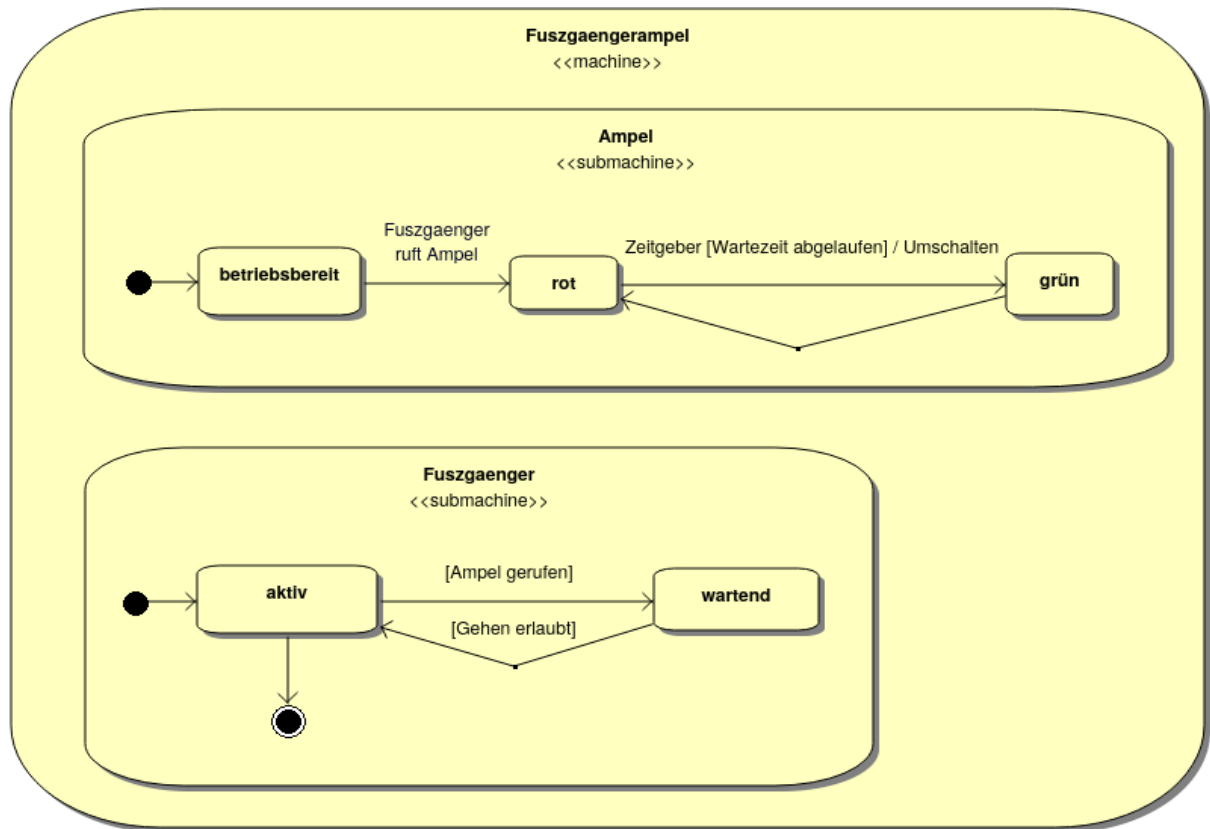 Fuszgaengerampel
<<machine>>
Ampel
<<submachine>>
Fuszgaenger
ruft Ampel
Zeitgeber [Wartezeit abgelaufen] / Umschalten
betriebsbereit
rot
grün
Fuszgaenger
<<submachine>>
[Ampel gerufen]
aktiv
wartend
[Gehen erlaubt]